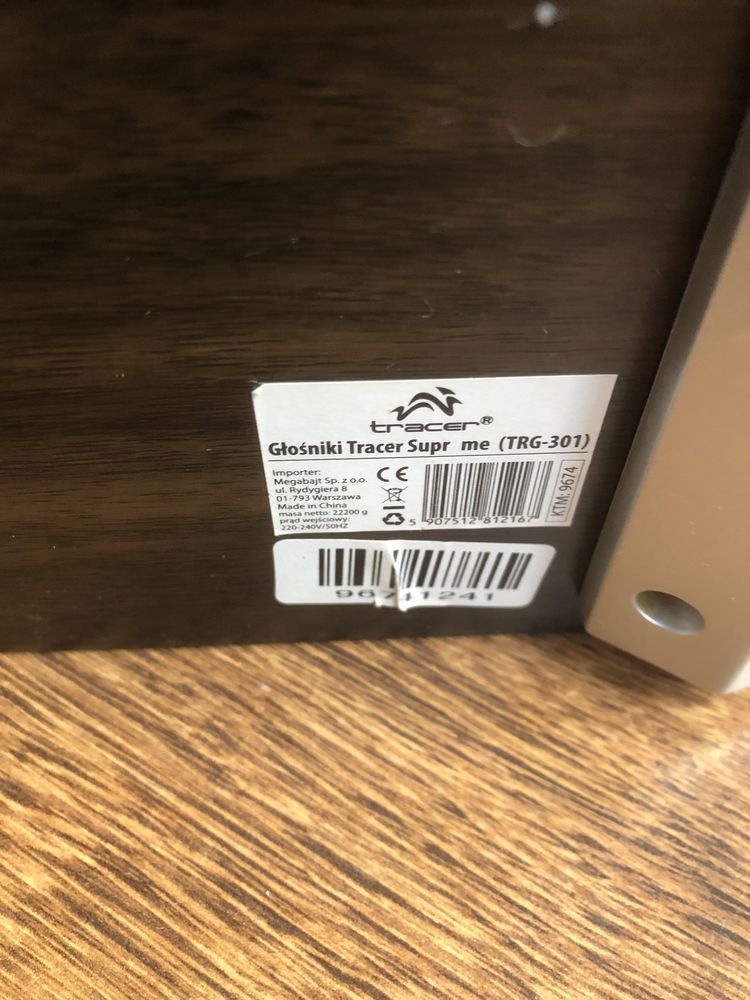 tracer®
Głośniki Tracer Supr me (TRG-301)
Importer:
Megabajt Sp. z o.o.
ul. Rydygiera 8
01-793 Warszawa
Made in China
masa netto: 22200 g
prąd wejściowy:
220-240V/50HZ
CE
5 907512 812167
KTM: 9674
96741241